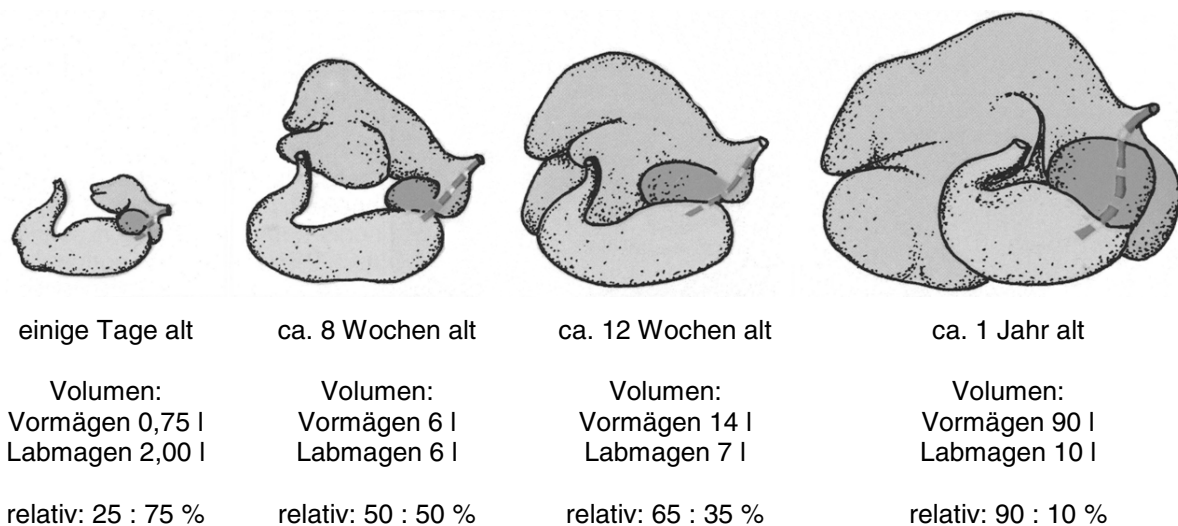 einige Tage alt
ca. 8 Wochen alt
ca. 12 Wochen alt
ca. 1 Jahr alt
Volumen:
Vormägen 0,75 l
Labmagen 2,00 l
Volumen:
Vormägen 6 l
Labmagen 6 l
Volumen:
Vormägen 14 l
Labmagen 7 l
Volumen:
Vormägen 90 l
Labmagen 10 l
relativ: 25 : 75 %
relativ: 50 : 50 %
relativ: 65 : 35 %
relativ: 90 : 10 %